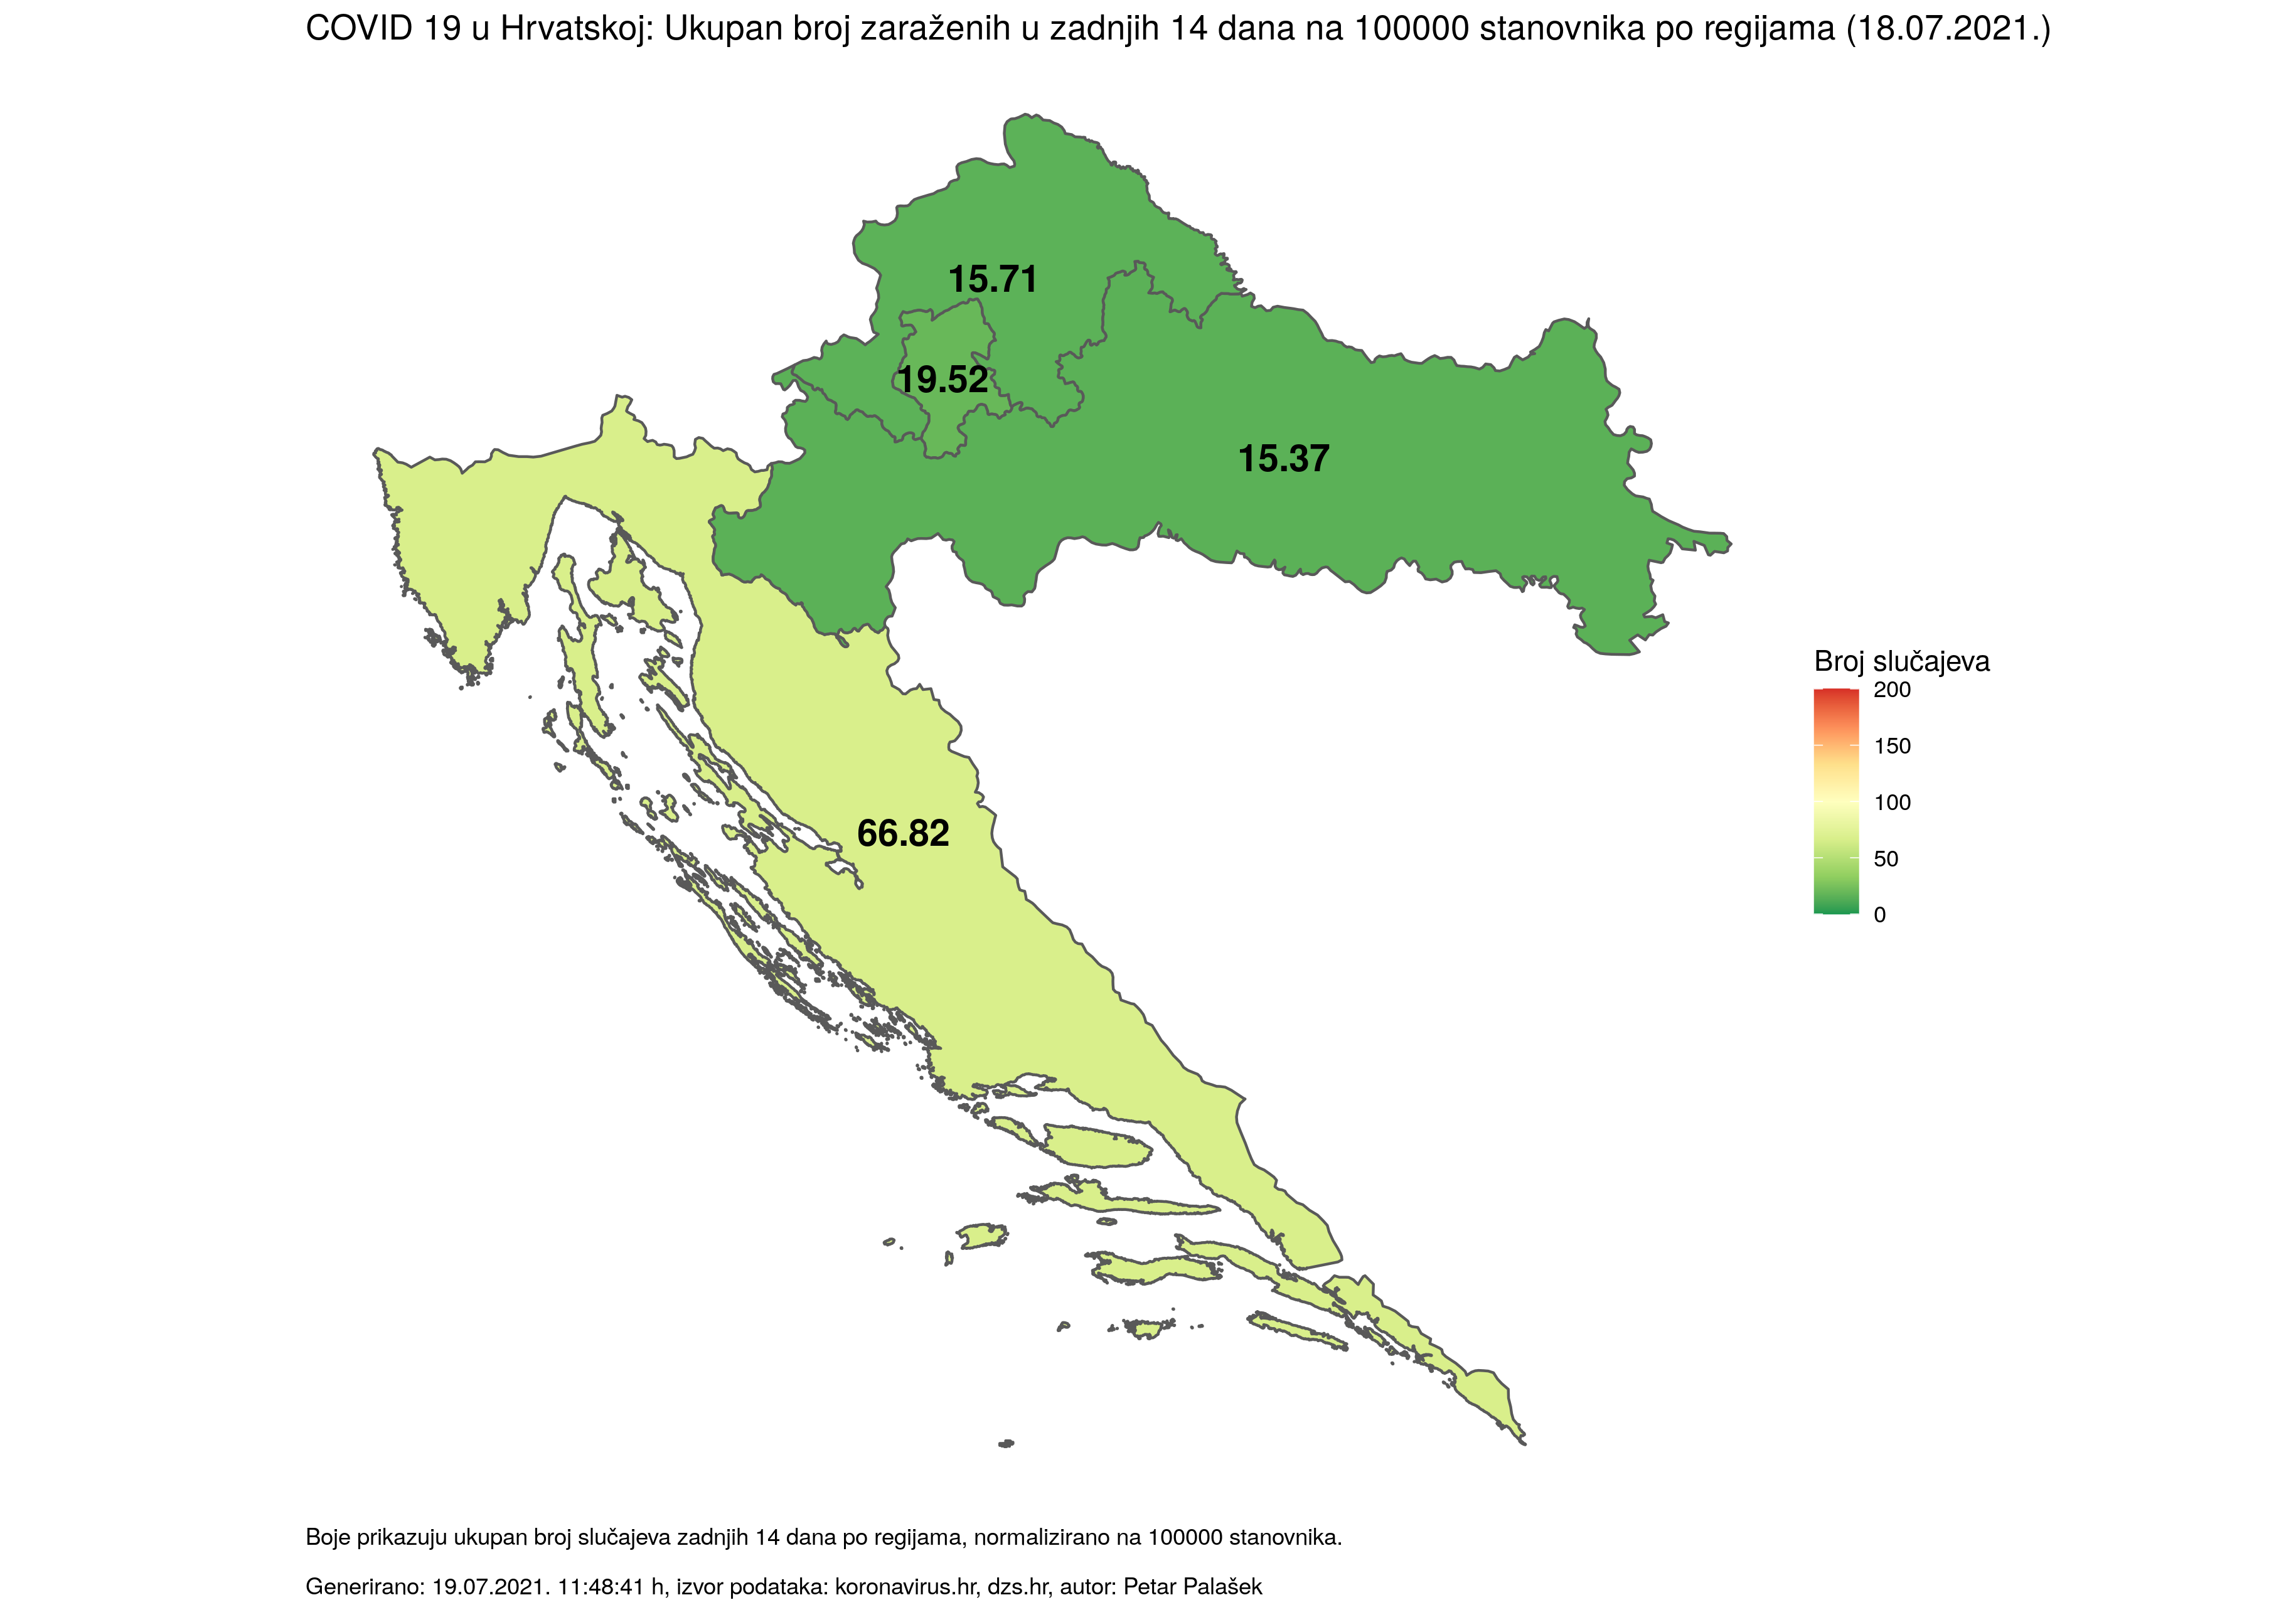 COVID 19 u Hrvatskoj: Ukupan broj zaraženih u zadnjih 14 dana na 100000 stanovnika po regijama (18.07.2021.)
15.71
19.52
15.37
66.82
Broj slučajeva
200
150
100
50
0
Boje prikazuju ukupan broj slučajeva zadnjih 14 dana po regijama, normalizirano na 100000 stanovnika.
Generirano: 19.07.2021. 11:48:41 h, izvor podataka: koronavirus.hr, dzs.hr, autor: Petar Palašek